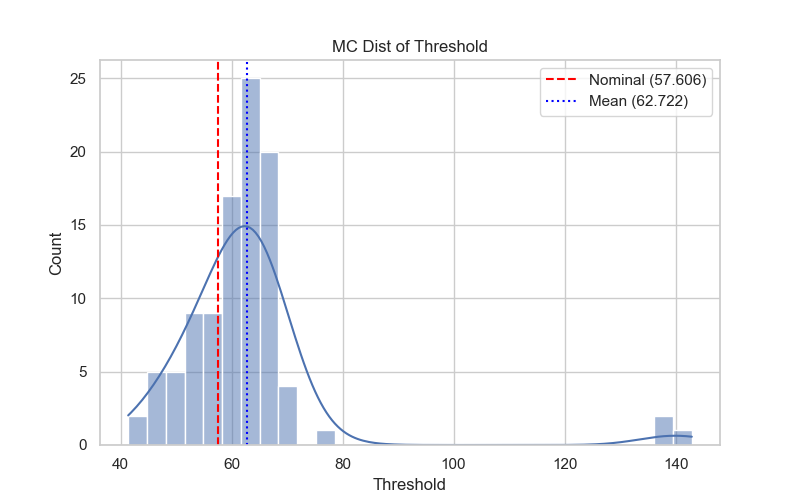 MC Dist of Threshold
Nominal (57.606)
Mean (62.722)
Count
25
20
15
10
5
0
40 60 80 100 120 140
Threshold